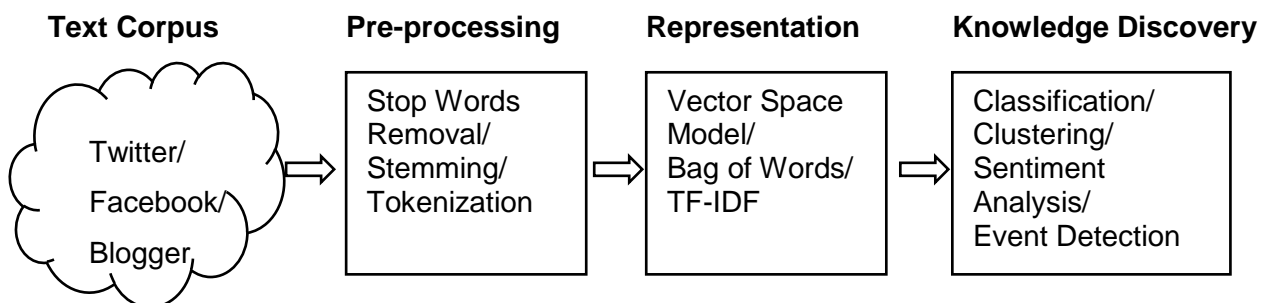 Text Corpus
Pre-processing
Representation
Knowledge Discovery
Twitter/
Facebook/
Blogger
Stop Words
Removal/
Stemming/
Tokenization
Vector Space
Model/
Bag of Words/
TF-IDF
Classification/
Clustering/
Sentiment
Analysis/
Event Detection